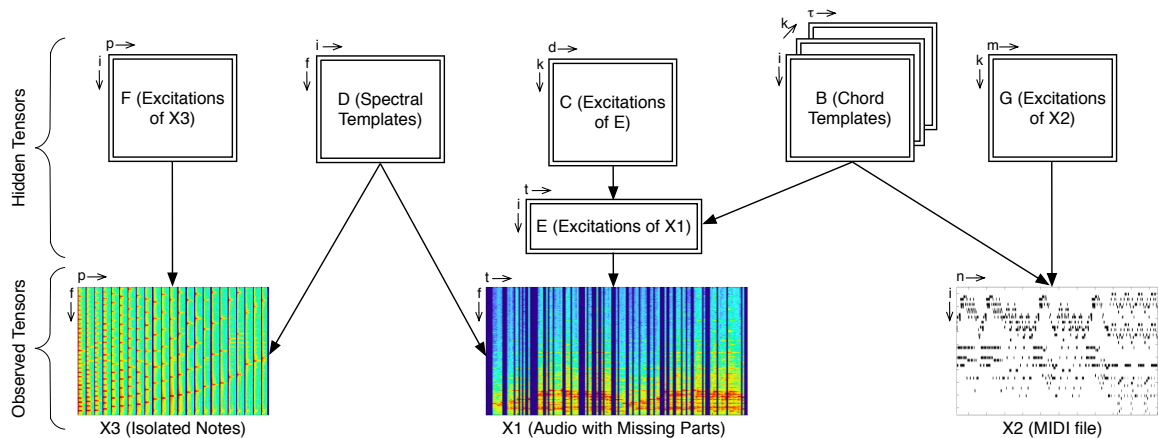 Hidden Tensors
p
i
F (Excitations
of X3)
i
f
D (Spectral
Templates)
d
k
C (Excitations
of E)
τ
k
i
B (Chord
Templates)
m
k
G (Excitations
of X2)
t
i
E (Excitations of X1)
Observed Tensors
p
f
X3 (Isolated Notes)
t
f
X1 (Audio with Missing Parts)
n
i
X2 (MIDI file)